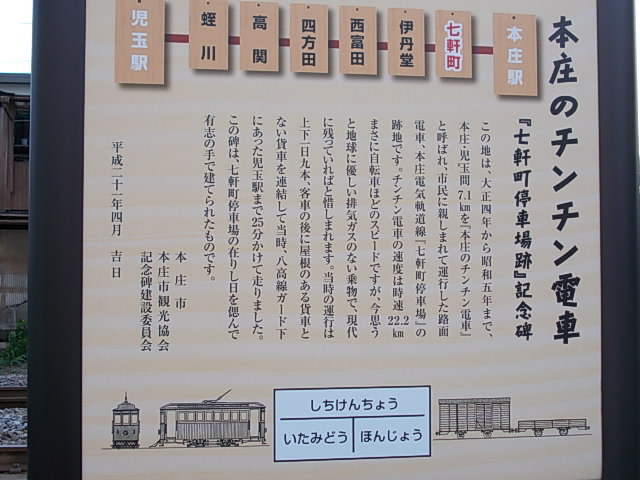 本庄のチンチン電車
『七軒町停車場跡』記念碑
本庄駅
七軒町
伊丹堂
西富田
四方田
高関
蛭川
児玉駅
この地は、大正四年から昭和五年まで、
本庄・児玉間7.1㎞を『本庄のチンチン電車』
と呼ばれ、市民に親しまれて運行した路面
電車、本庄電気軌道線『七軒町停車場』の
跡地です。チンチン電車の速度は時速22.2㎞
まさに自転車ほどのスピードですが、今思う
と地球に優しい排気ガスのない乗物で、現代
に残っていればと惜しまれます。当時の運行は
上下一日九本、客車の後に屋根のある貨車と
ない貨車を連結して当時、八高線ガード下
にあった児玉駅まで25分かけて走りました。
この碑は、七軒町停車場の在りし日を偲んで
有志の手で建てられたものです。
本庄市
本庄市観光協会
記念碑建設委員会
平成二十一年四月 吉日
しちけんちょう
いたみどう ほんじょう